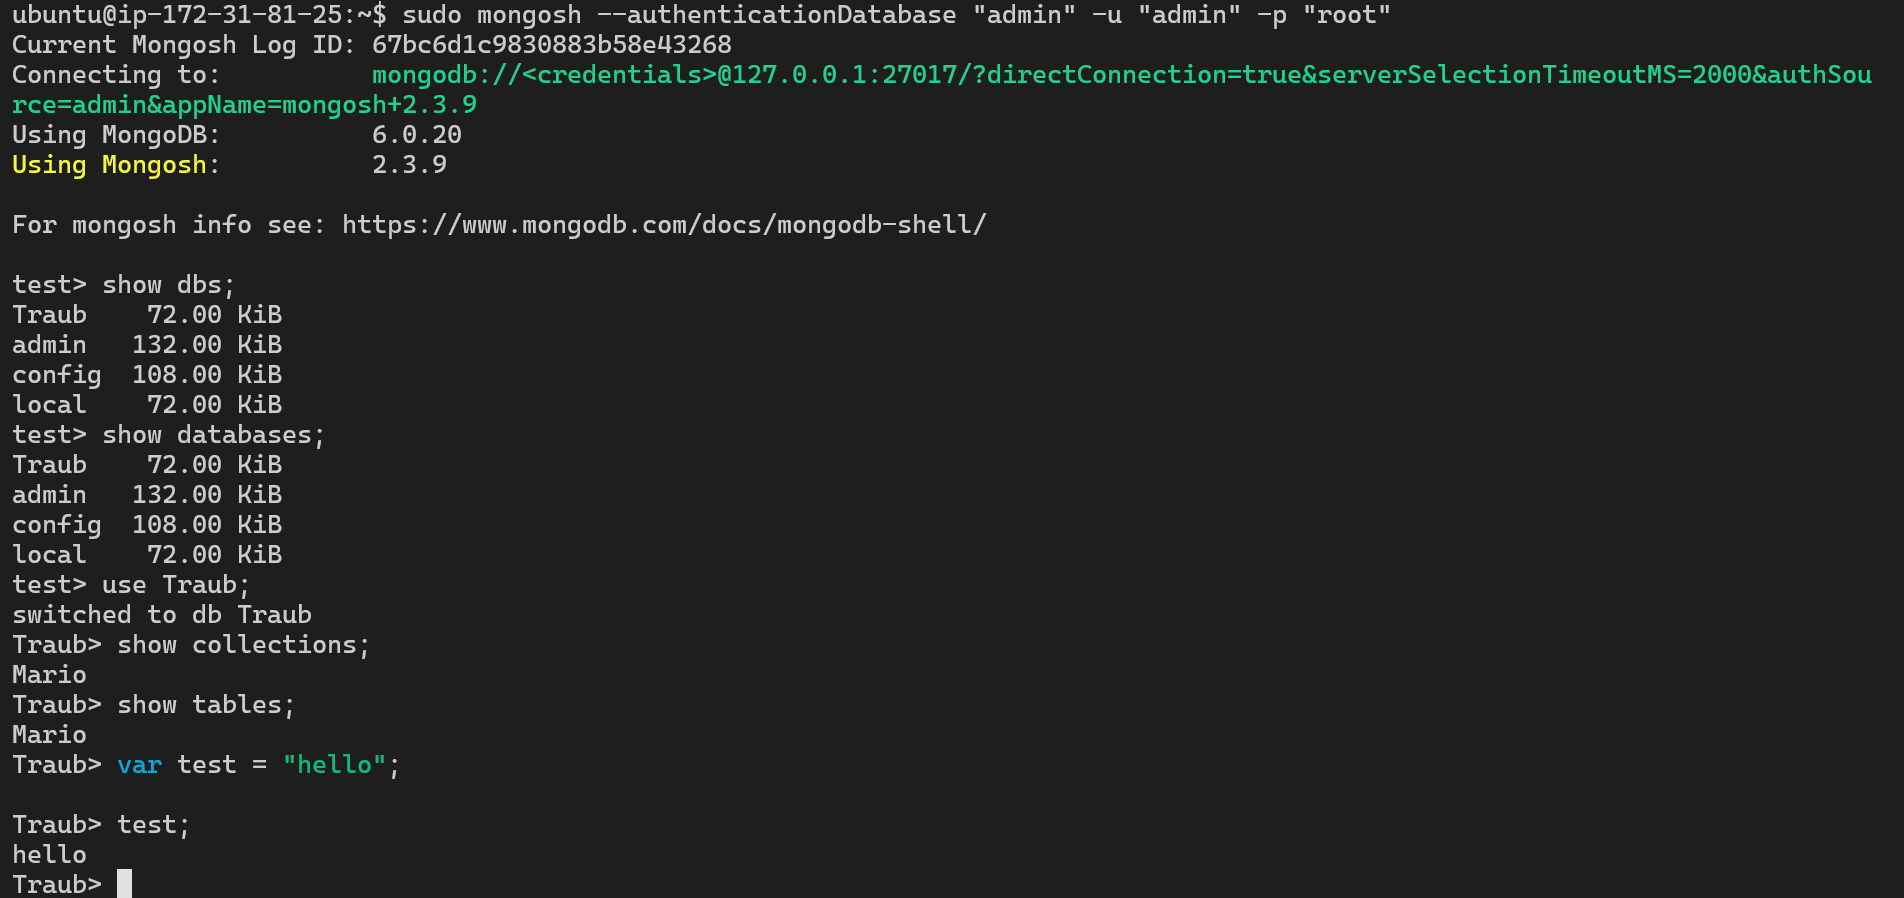 ubuntu@ip-172-31-81-25:~$ sudo mongosh --authenticationDatabase "admin" -u "admin" -p "root"
Current Mongosh Log ID: 67bc6d1c9830883b58e43268
Connecting to:          mongodb://<credentials>@127.0.0.1:27017/?directConnection=true&serverSelectionTimeoutMS=2000&authSou
rce=admin&appName=mongosh+2.3.9
Using MongoDB:          6.0.20
Using Mongosh:          2.3.9

For mongosh info see: https://www.mongodb.com/docs/mongodb-shell/

test> show dbs;
Traub    72.00 KiB
admin   132.00 KiB
config  108.00 KiB
local    72.00 KiB
test> show databases;
Traub    72.00 KiB
admin   132.00 KiB
config  108.00 KiB
local    72.00 KiB
test> use Traub;
switched to db Traub
Traub> show collections;
Mario
Traub> show tables;
Mario
Traub> var test = "hello";

Traub> test;
hello
Traub>